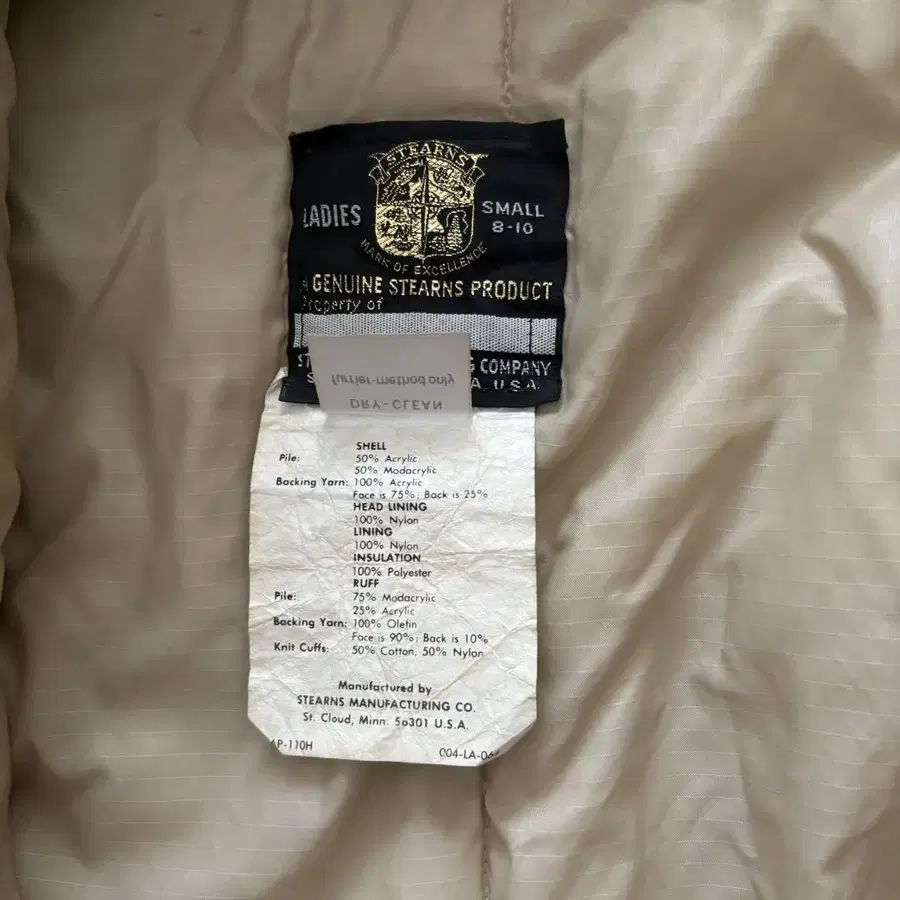 STEARNS
LADIES
SMALL
8-10
MARK OF EXCELLENCE
GENUINE STEARNS PRODUCT
Property of
COMPANY
U.S.A.
DRY-CLEAN
furrier-method only
SHELL
Pile: 50% Acrylic
50% Modacrylic
Backing Yarn: 100% Acrylic
Face is 75%; Back is 25%
HEAD LINING
100% Nylon
LINING
100% Nylon
INSULATION
100% Polyester
RUFF
Pile: 75% Modacrylic
25% Acrylic
Backing Yarn: 100% Olefin
Face is 90%; Back is 10%
Knit Cuffs: 50% Cotton; 50% Nylon
Manufactured by
STEARNS MANUFACTURING CO.
St. Cloud, Minn. 56301 U.S.A.
AP-110H